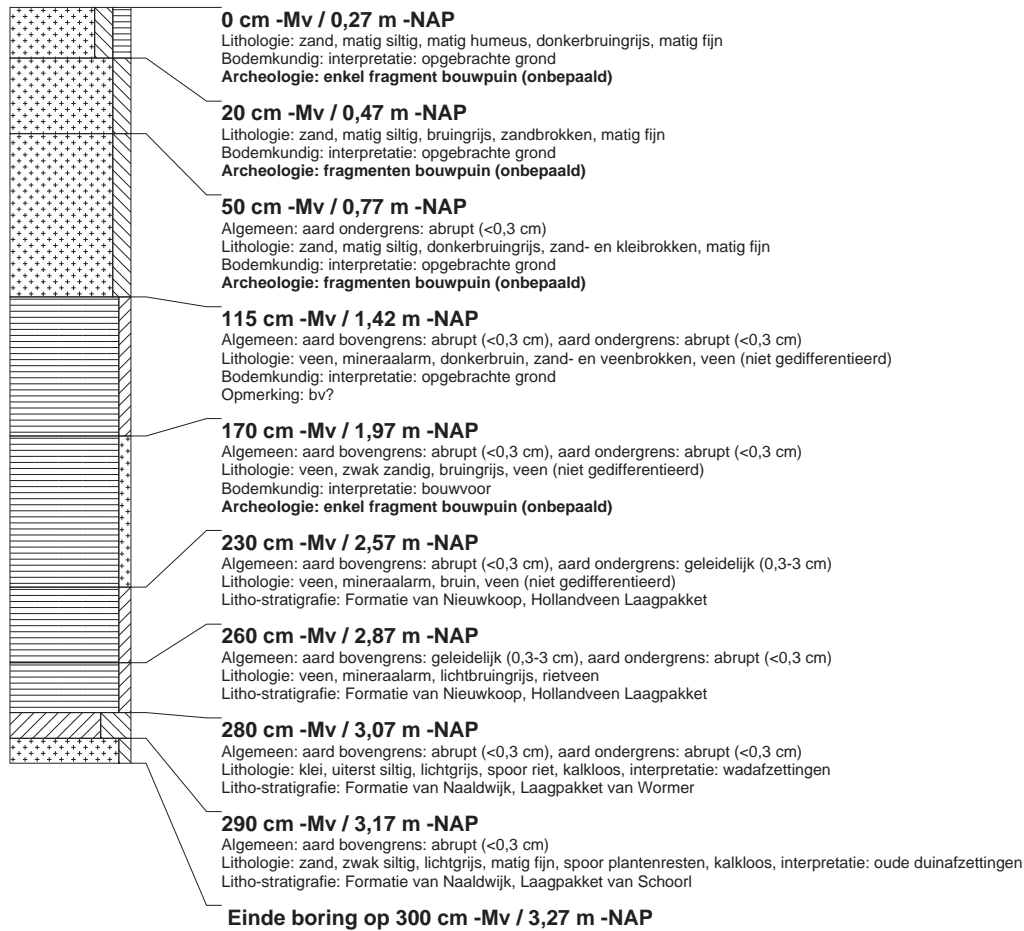 0 cm -Mv / 0,27 m -NAP
Lithologie: zand, matig siltig, matig humeus, donkerbruingrijs, matig fijn
Bodemkundig: interpretatie: opgebrachte grond
Archeologie: enkel fragment bouwpuin (onbepaald)
20 cm -Mv / 0,47 m -NAP
Lithologie: zand, matig siltig, bruingrijs, zandbrokken, matig fijn
Bodemkundig: interpretatie: opgebrachte grond
Archeologie: fragmenten bouwpuin (onbepaald)
50 cm -Mv / 0,77 m -NAP
Algemeen: aard ondergrens: abrupt (<0,3 cm)
Lithologie: zand, matig siltig, donkerbruingrijs, zand- en kleibrokken, matig fijn
Bodemkundig: interpretatie: opgebrachte grond
Archeologie: fragmenten bouwpuin (onbepaald)
115 cm -Mv / 1,42 m -NAP
Algemeen: aard bovengrens: abrupt (<0,3 cm), aard ondergrens: abrupt (<0,3 cm)
Lithologie: veen, mineraalarm, donkerbruin, zand- en veenbrokken, veen (niet gedifferentieerd)
Bodemkundig: interpretatie: opgebrachte grond
Opmerking: bv?
170 cm -Mv / 1,97 m -NAP
Algemeen: aard bovengrens: abrupt (<0,3 cm), aard ondergrens: abrupt (<0,3 cm)
Lithologie: veen, zwak zandig, bruingrijs, veen (niet gedifferentieerd)
Bodemkundig: interpretatie: bouwvoor
Archeologie: enkel fragment bouwpuin (onbepaald)
230 cm -Mv / 2,57 m -NAP
Algemeen: aard bovengrens: abrupt (<0,3 cm), aard ondergrens: geleidelijk (0,3-3 cm)
Lithologie: veen, mineraalarm, bruin, veen (niet gedifferentieerd)
Litho-stratigrafie: Formatie van Nieuwkoop, Hollandveen Laagpakket
260 cm -Mv / 2,87 m -NAP
Algemeen: aard bovengrens: geleidelijk (0,3-3 cm), aard ondergrens: abrupt (<0,3 cm)
Lithologie: veen, mineraalarm, lichtbruingrijs, rietveen
Litho-stratigrafie: Formatie van Nieuwkoop, Hollandveen Laagpakket
280 cm -Mv / 3,07 m -NAP
Algemeen: aard bovengrens: abrupt (<0,3 cm), aard ondergrens: abrupt (<0,3 cm)
Lithologie: klei, uiterst siltig, lichtgrijs, spoor riet, kalkloos, interpretatie: wadafzettingen
Litho-stratigrafie: Formatie van Naaldwijk, Laagpakket van Wormer
290 cm -Mv / 3,17 m -NAP
Algemeen: aard bovengrens: abrupt (<0,3 cm)
Lithologie: zand, zwak siltig, lichtgrijs, matig fijn, spoor plantenresten, kalkloos, interpretatie: oude duinafzettingen
Litho-stratigrafie: Formatie van Naaldwijk, Laagpakket van Schoorl
Einde boring op 300 cm -Mv / 3,27 m -NAP